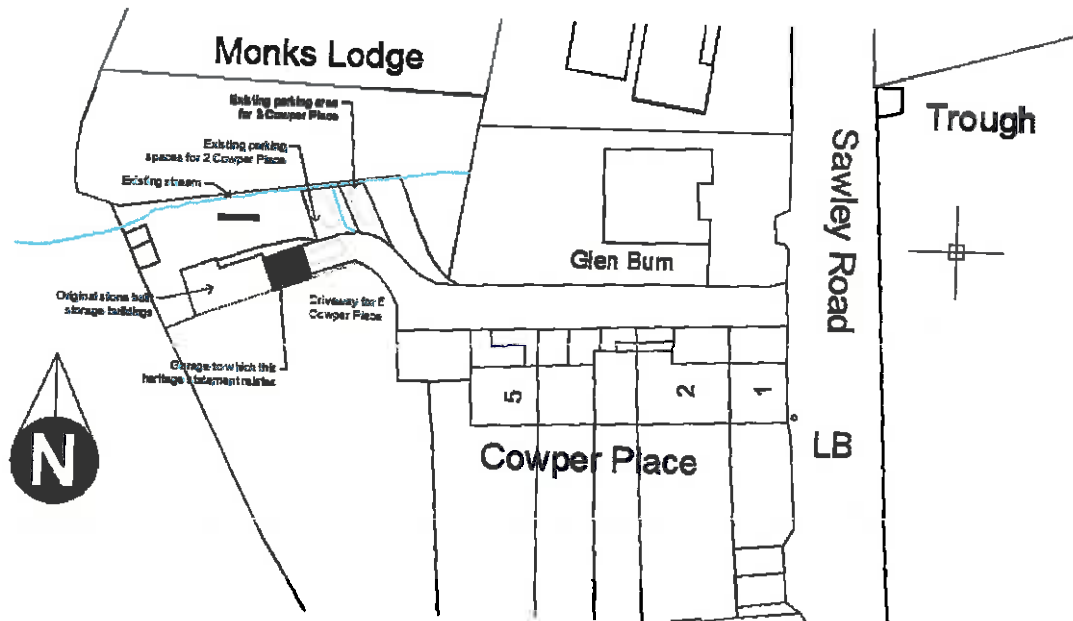 Monks Lodge
Existing parking area
for 3 Cowper Place
Existing parking
spaces for 2 Cowper Place
Existing stream
Trough
Sawley Road
Glen Burn
Original stone built
storage buildings
Driveway for 5
Cowper Place
Garage to which this
heritage statement relates
N
5
2
1
Cowper Place
LB